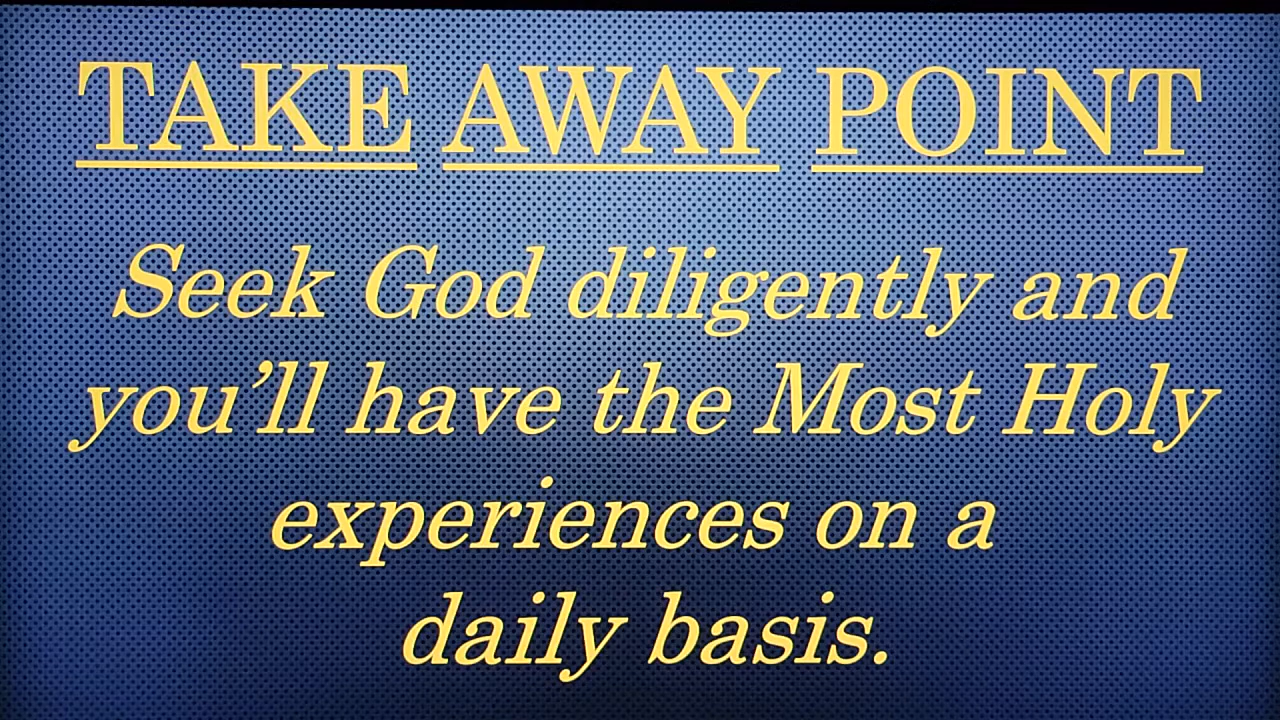 TAKE AWAY POINT
Seek God diligently and
you’ll have the Most Holy
experiences on a
daily basis.